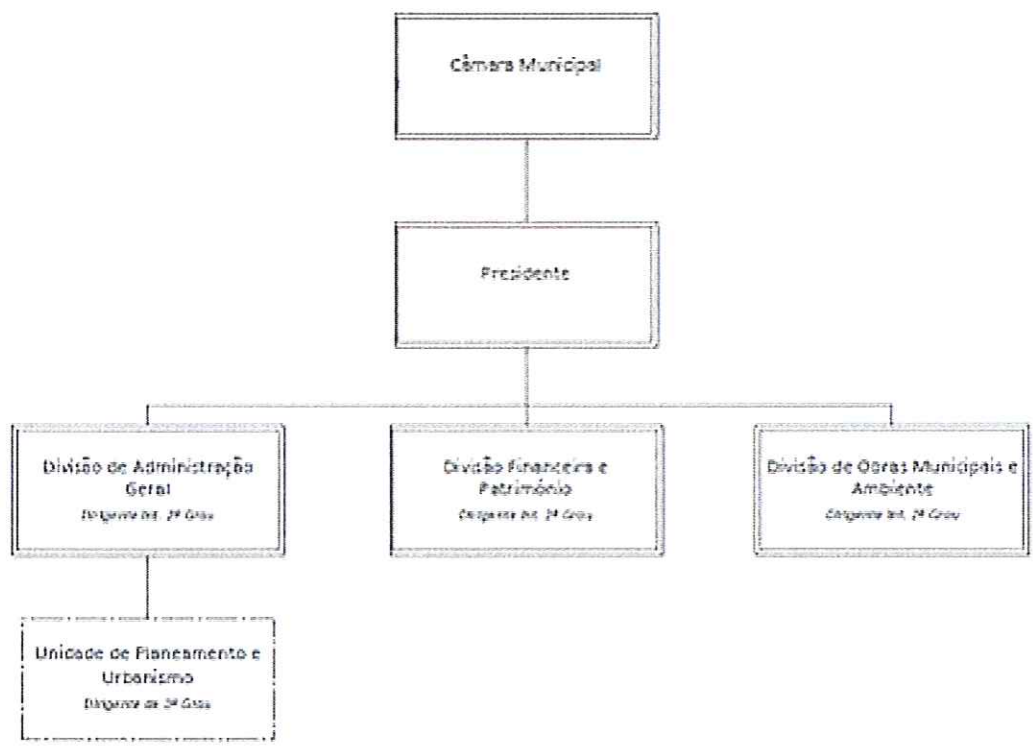 Câmara Municipal
Presidente
Divisão de Administração
Geral
Dirigente Int. 2º Grau
Divisão Financeira e
Património
Dirigente Int. 2º Grau
Divisão de Obras Municipais e
Ambiente
Dirigente Int. 2º Grau
Unidade de Planeamento e
Urbanismo
Dirigente de Grau